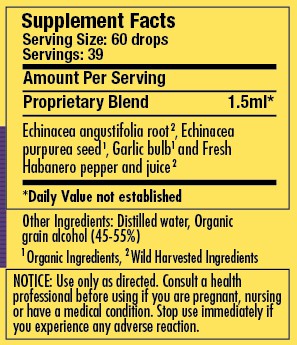 Supplement Facts
Serving Size: 60 drops
Servings: 39
Amount Per Serving
Proprietary Blend 1.5ml*
Echinacea angustifolia root², Echinacea
purpurea seed¹, Garlic bulb¹ and Fresh
Habanero pepper and juice²
*Daily Value not established
Other Ingredients: Distilled water, Organic
grain alcohol (45-55%)
¹Organic Ingredients, ²Wild Harvested Ingredients
NOTICE: Use only as directed. Consult a health
professional before using if you are pregnant, nursing
or have a medical condition. Stop use immediately if
you experience any adverse reaction.